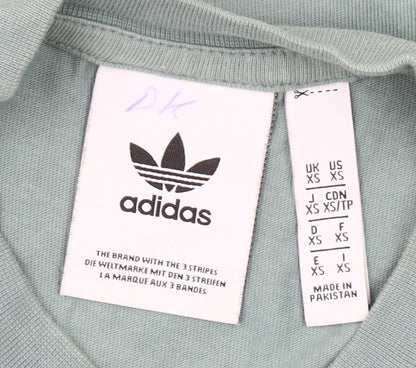 DK
adidas
THE BRAND WITH THE 3 STRIPES
DIE WELTMARKE MIT DEN 3 STREIFEN
LA MARQUE AUX 3 BANDES
UK US
XS XS
J CDN
XS XS/TP
D F
XS XS
E I
XS XS
MADE IN
PAKISTAN